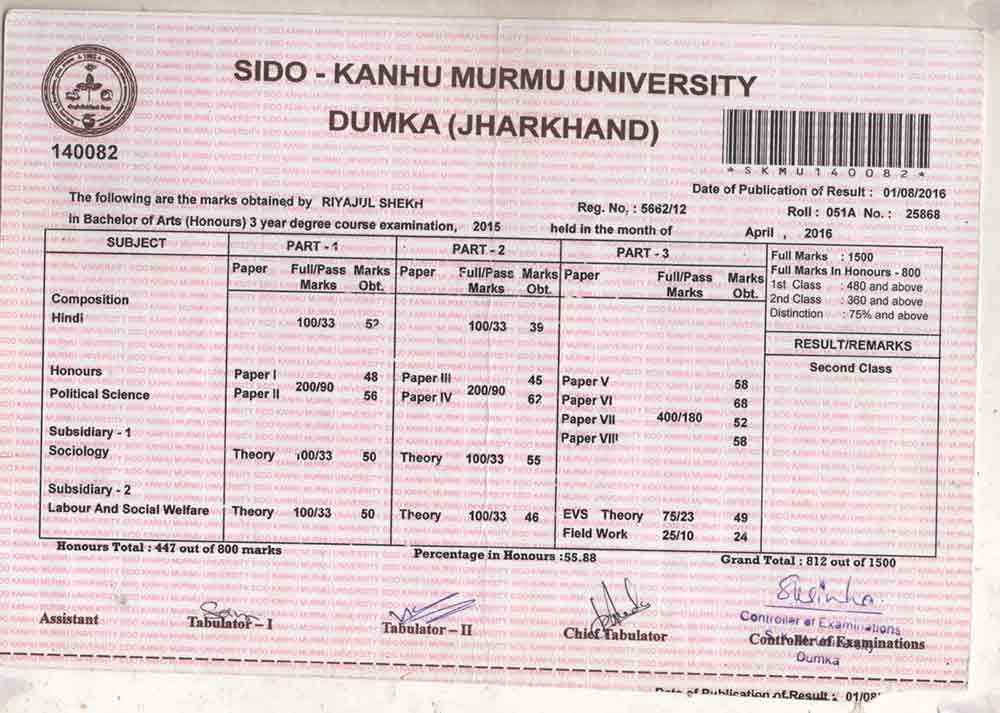 SIDO - KANHU MURMU UNIVERSITY
DUMKA (JHARKHAND)
140082
*SKMU140082*
Date of Publication of Result : 01/08/2016
The following are the marks obtained by RIYAJUL SHEKH
Reg. No. : 5662/12
Roll : 051A No. : 25868
in Bachelor of Arts (Honours) 3 year degree course examination, 2015 held in the month of April , 2016
SUBJECT PART - 1 PART - 2 PART - 3
Paper Full/Pass Marks Marks Obt. Paper Full/Pass Marks Marks Obt. Paper Full/Pass Marks Marks Obt.
Full Marks : 1500
Full Marks In Honours - 800
1st Class : 480 and above
2nd Class : 360 and above
Distinction : 75% and above
RESULT/REMARKS
Second Class
Composition
Hindi 100/33 52 100/33 39
Honours Paper I 48 Paper III 45 Paper V 58
200/90 200/90
Political Science Paper II 56 Paper IV 62 Paper VI 68
Paper VII 400/180 52
Subsidiary - 1 Paper VIII 58
Sociology Theory 100/33 50 Theory 100/33 55
Subsidiary - 2
Labour And Social Welfare Theory 100/33 50 Theory 100/33 46 EVS Theory 75/23 49
Field Work 25/10 24
Honours Total : 447 out of 800 marks Percentage in Honours :55.88 Grand Total : 812 out of 1500
Assistant Tabulator – I Tabulator – II Chief Tabulator Controller of Examinations
Controller of Examinations
Dumka
Date of Publication of Result : 01/08